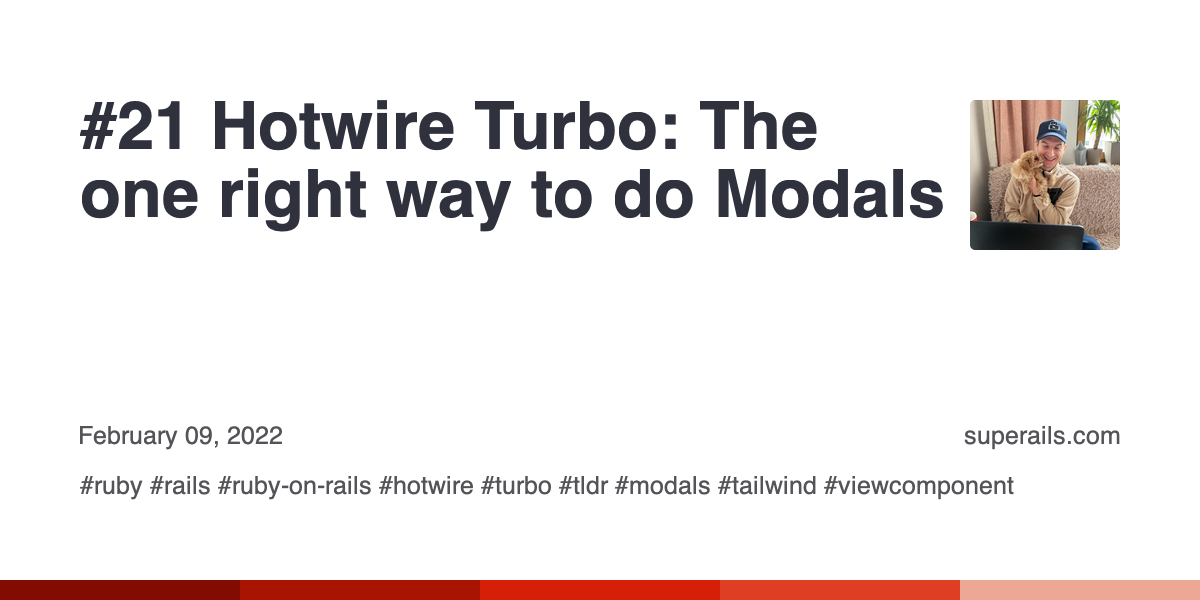 #21 Hotwire Turbo: The
one right way to do Modals
February 09, 2022
superails.com
#ruby #rails #ruby-on-rails #hotwire #turbo #tldr #modals #tailwind #viewcomponent